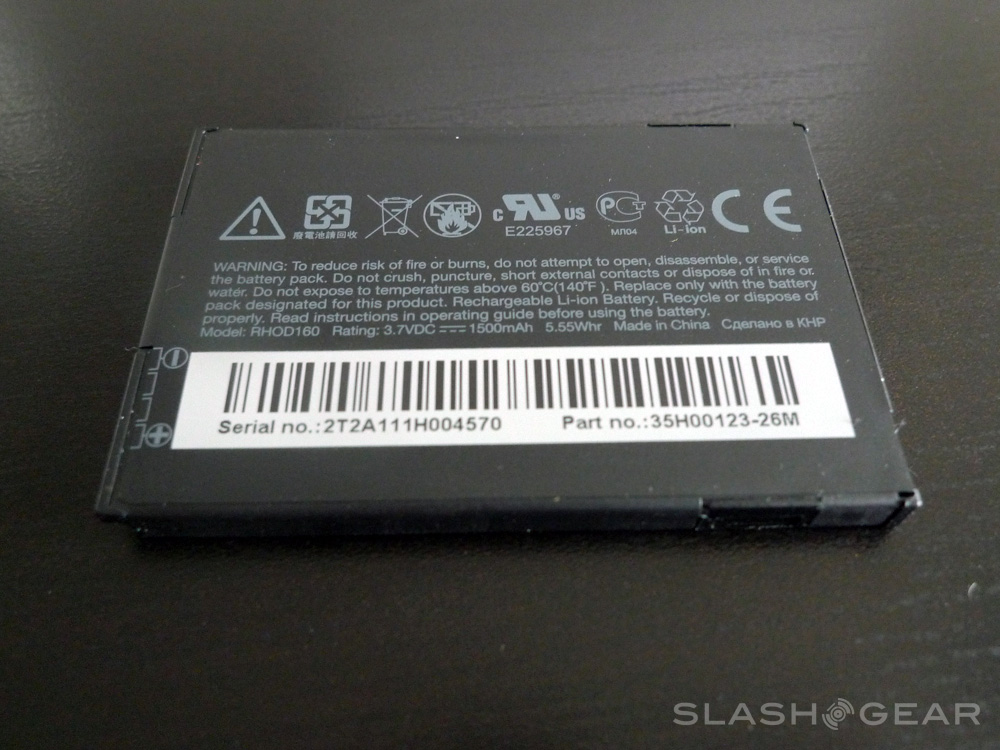 廢電池請回收
C RU US
E225967
РСТ
МЛ04
Li-Ion
CE
WARNING: To reduce risk of fire or burns, do not attempt to open, disassemble, or service
the battery pack. Do not crush, puncture, short external contacts or dispose of in fire or
water. Do not expose to temperatures above 60°C(140°F ). Replace only with the battery
pack designated for this product. Rechargeable Li-ion Battery. Recycle or dispose of
properly. Read instructions in operating guide before using the battery.
Model: RHOD160 Rating: 3.7VDC 1500mAh 5.55Whr Made in China Сделано в КНР
Serial no.:2T2A111H004570 Part no.:35H00123-26M
SLASHGEAR